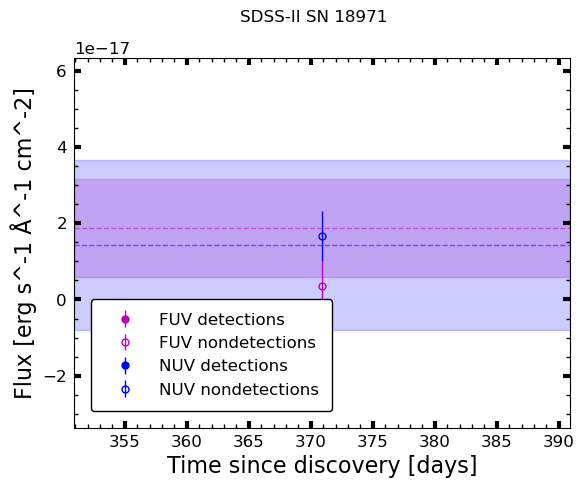 SDSS-II SN 18971
1e−17
6
4
2
0
−2
Flux [erg s^-1 Å^-1 cm^-2]
FUV detections
FUV nondetections
NUV detections
NUV nondetections
355 360 365 370 375 380 385 390
Time since discovery [days]